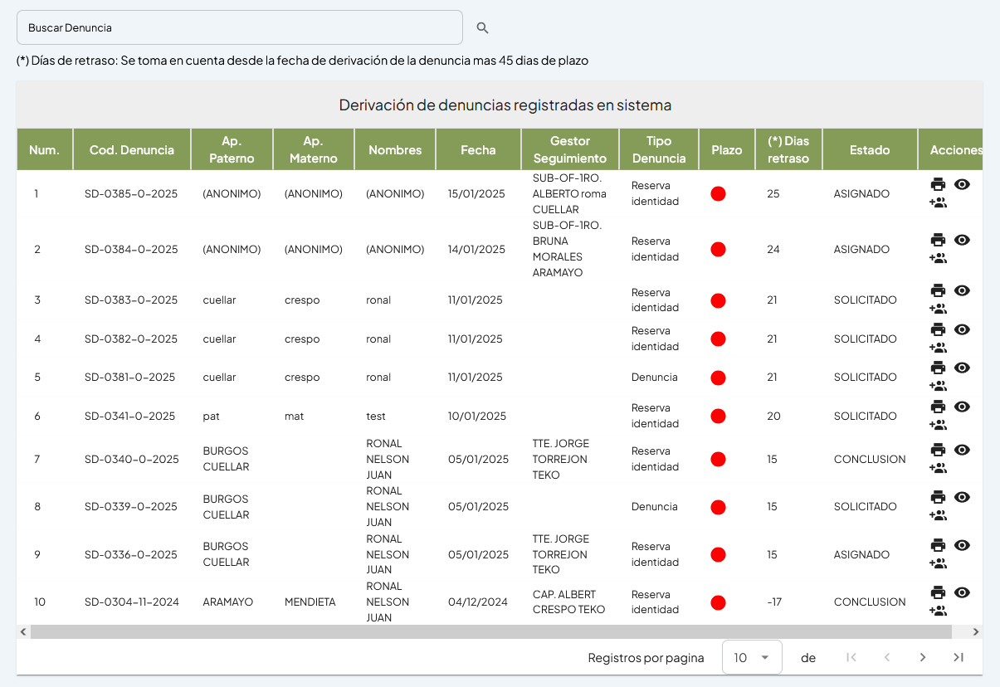 Buscar Denuncia
(*) Días de retraso: Se toma en cuenta desde la fecha de derivación de la denuncia mas 45 dias de plazo
Derivación de denuncias registradas en sistema
Num. Cod. Denuncia Ap. Paterno Ap. Materno Nombres Fecha Gestor Seguimiento Tipo Denuncia Plazo (*) Dias retraso Estado Acciones
1 SD-0385-0-2025 (ANONIMO) (ANONIMO) (ANONIMO) 15/01/2025 SUB-OF-1RO. ALBERTO roma CUELLAR Reserva identidad 25 ASIGNADO
2 SD-0384-0-2025 (ANONIMO) (ANONIMO) (ANONIMO) 14/01/2025 SUB-OF-1RO. BRUNA MORALES ARAMAYO Reserva identidad 24 ASIGNADO
3 SD-0383-0-2025 cuellar crespo ronal 11/01/2025 Reserva identidad 21 SOLICITADO
4 SD-0382-0-2025 cuellar crespo ronal 11/01/2025 Reserva identidad 21 SOLICITADO
5 SD-0381-0-2025 cuellar crespo ronal 11/01/2025 Denuncia 21 SOLICITADO
6 SD-0341-0-2025 pat mat test 10/01/2025 Reserva identidad 20 SOLICITADO
7 SD-0340-0-2025 BURGOS CUELLAR RONAL NELSON JUAN 05/01/2025 TTE. JORGE TORREJON TEKO Reserva identidad 15 CONCLUSION
8 SD-0339-0-2025 BURGOS CUELLAR RONAL NELSON JUAN 05/01/2025 Denuncia 15 SOLICITADO
9 SD-0336-0-2025 BURGOS CUELLAR RONAL NELSON JUAN 05/01/2025 TTE. JORGE TORREJON TEKO Reserva identidad 15 ASIGNADO
10 SD-0304-11-2024 ARAMAYO MENDIETA RONAL NELSON JUAN 04/12/2024 CAP. ALBERT CRESPO TEKO Reserva identidad -17 CONCLUSION
Registros por pagina 10 de